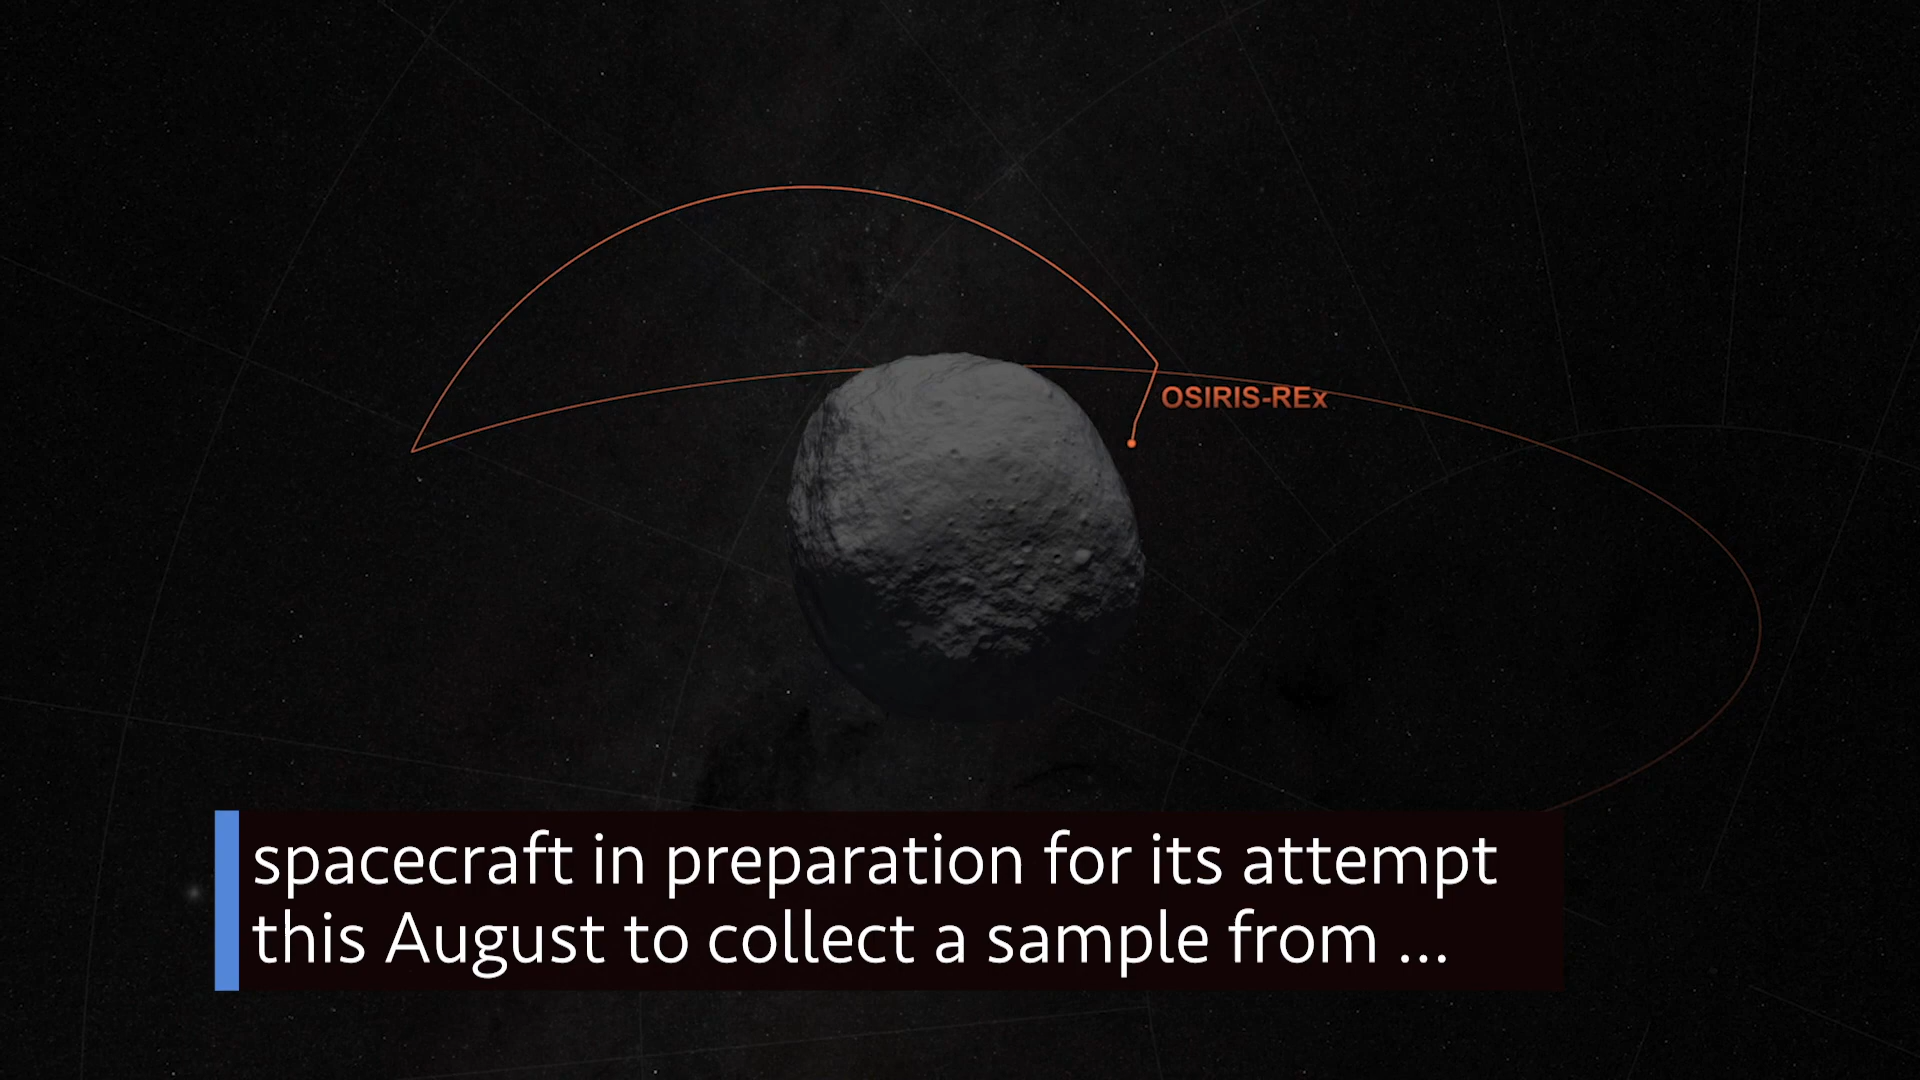 OSIRIS-REx
spacecraft in preparation for its attempt
this August to collect a sample from ...